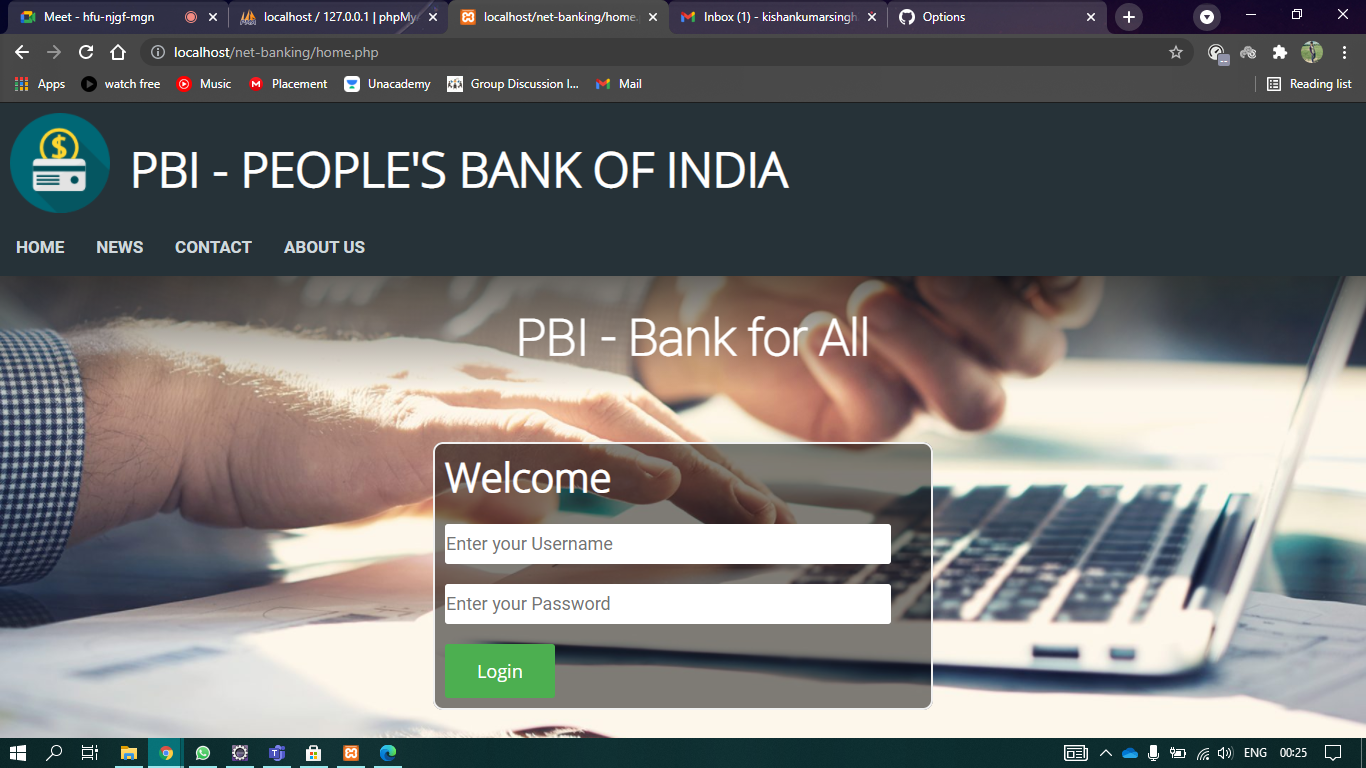 Meet - hfu-njgf-mgn
localhost / 127.0.0.1 | phpMy
localhost/net-banking/home.
Inbox (1) - kishankumarsingh
Options
localhost/net-banking/home.php
Apps
watch free
Music
Placement
Unacademy
Group Discussion I...
Mail
Reading list
PBI - PEOPLE'S BANK OF INDIA
HOME
NEWS
CONTACT
ABOUT US
PBI - Bank for All
Welcome
Enter your Username
Enter your Password
Login
ENG
00:25